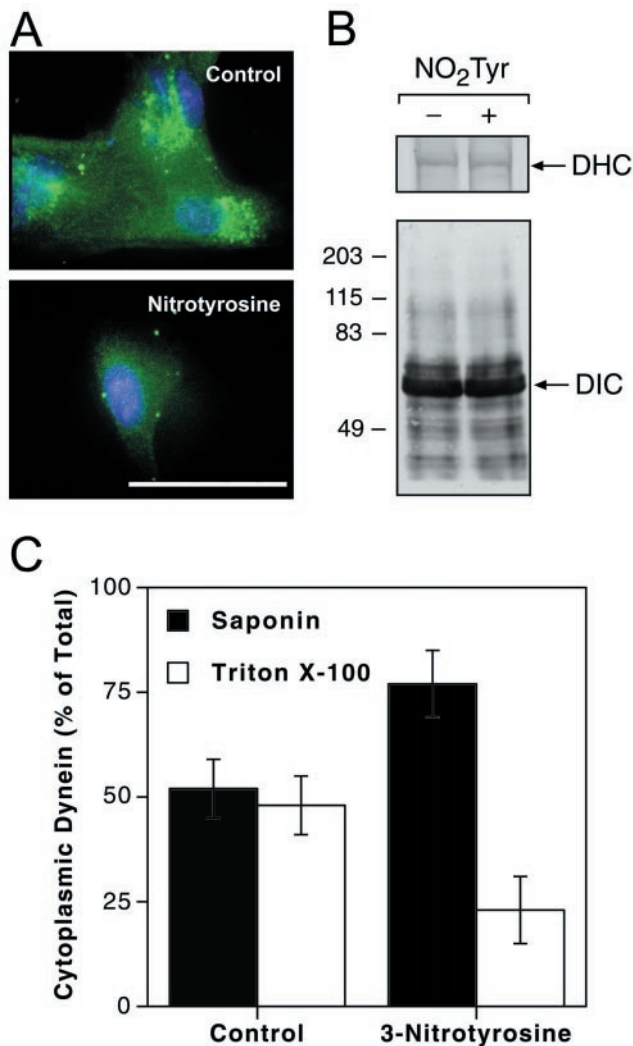 A
Control
Nitrotyrosine
B
NO₂Tyr
– +
DHC
203 –
115 –
83 –
DIC
49 –
C
Cytoplasmic Dynein (% of Total)
100
75
50
25
0
Saponin
Triton X-100
Control 3-Nitrotyrosine